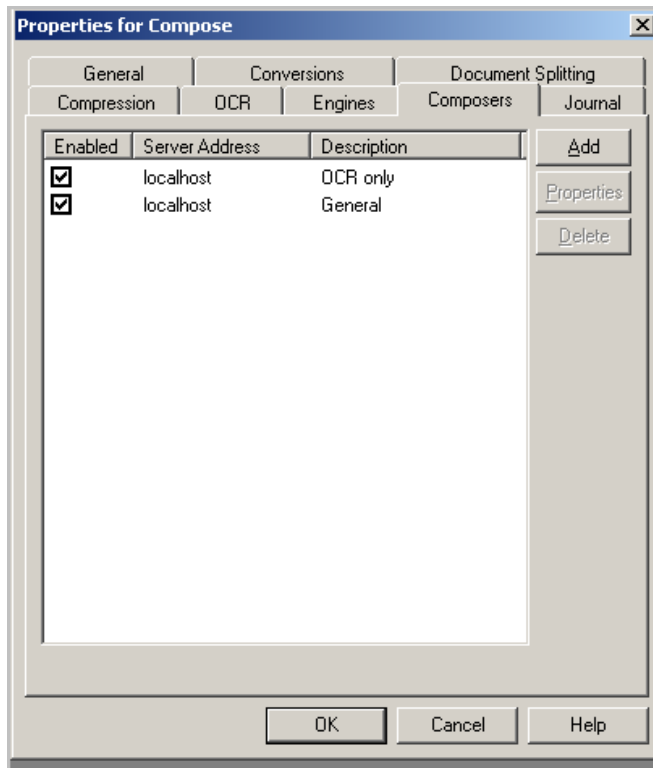 Properties for Compose
General Conversions Document Splitting
Compression OCR Engines Composers Journal
Enabled Server Address Description Add
localhost OCR only Properties
localhost General
Delete
OK Cancel Help